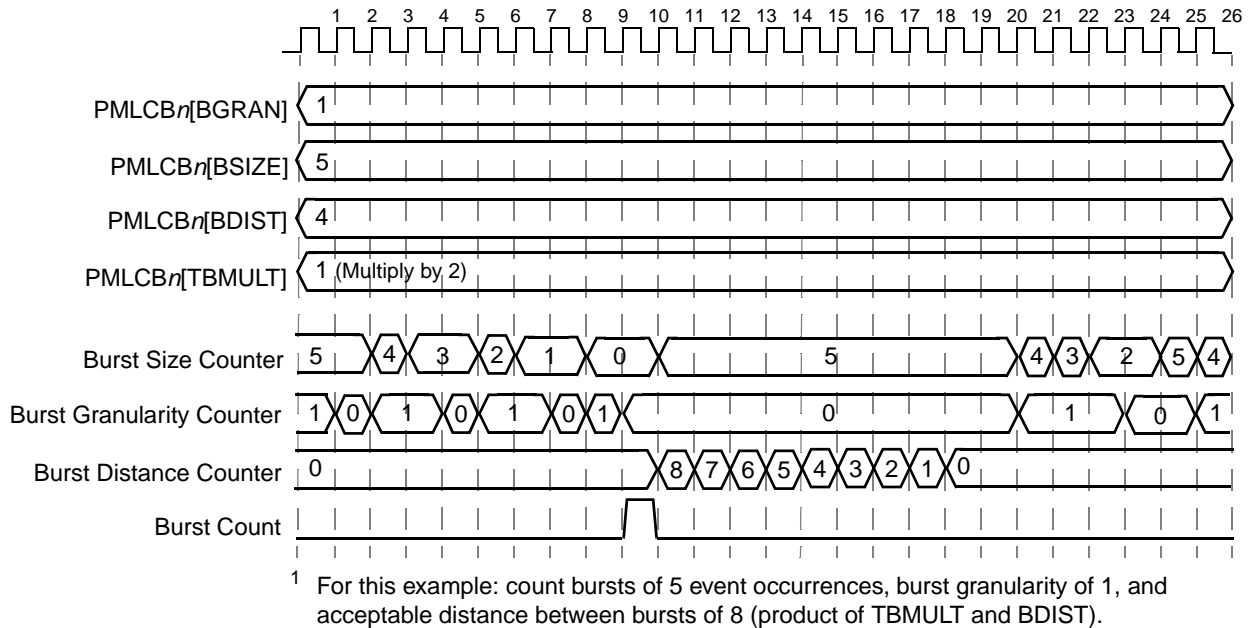 1 2 3 4 5 6 7 8 9 10 11 12 13 14 15 16 17 18 19 20 21 22 23 24 25 26
PMLCBn[BGRAN] 1
PMLCBn[BSIZE] 5
PMLCBn[BDIST] 4
PMLCBn[TBMULT] 1 (Multiply by 2)
Burst Size Counter 5 4 3 2 1 0 5 4 3 2 5 4
Burst Granularity Counter 1 0 1 0 1 0 1 0 1 0 1
Burst Distance Counter 0 8 7 6 5 4 3 2 1 0
Burst Count
1 For this example: count bursts of 5 event occurrences, burst granularity of 1, and
acceptable distance between bursts of 8 (product of TBMULT and BDIST).